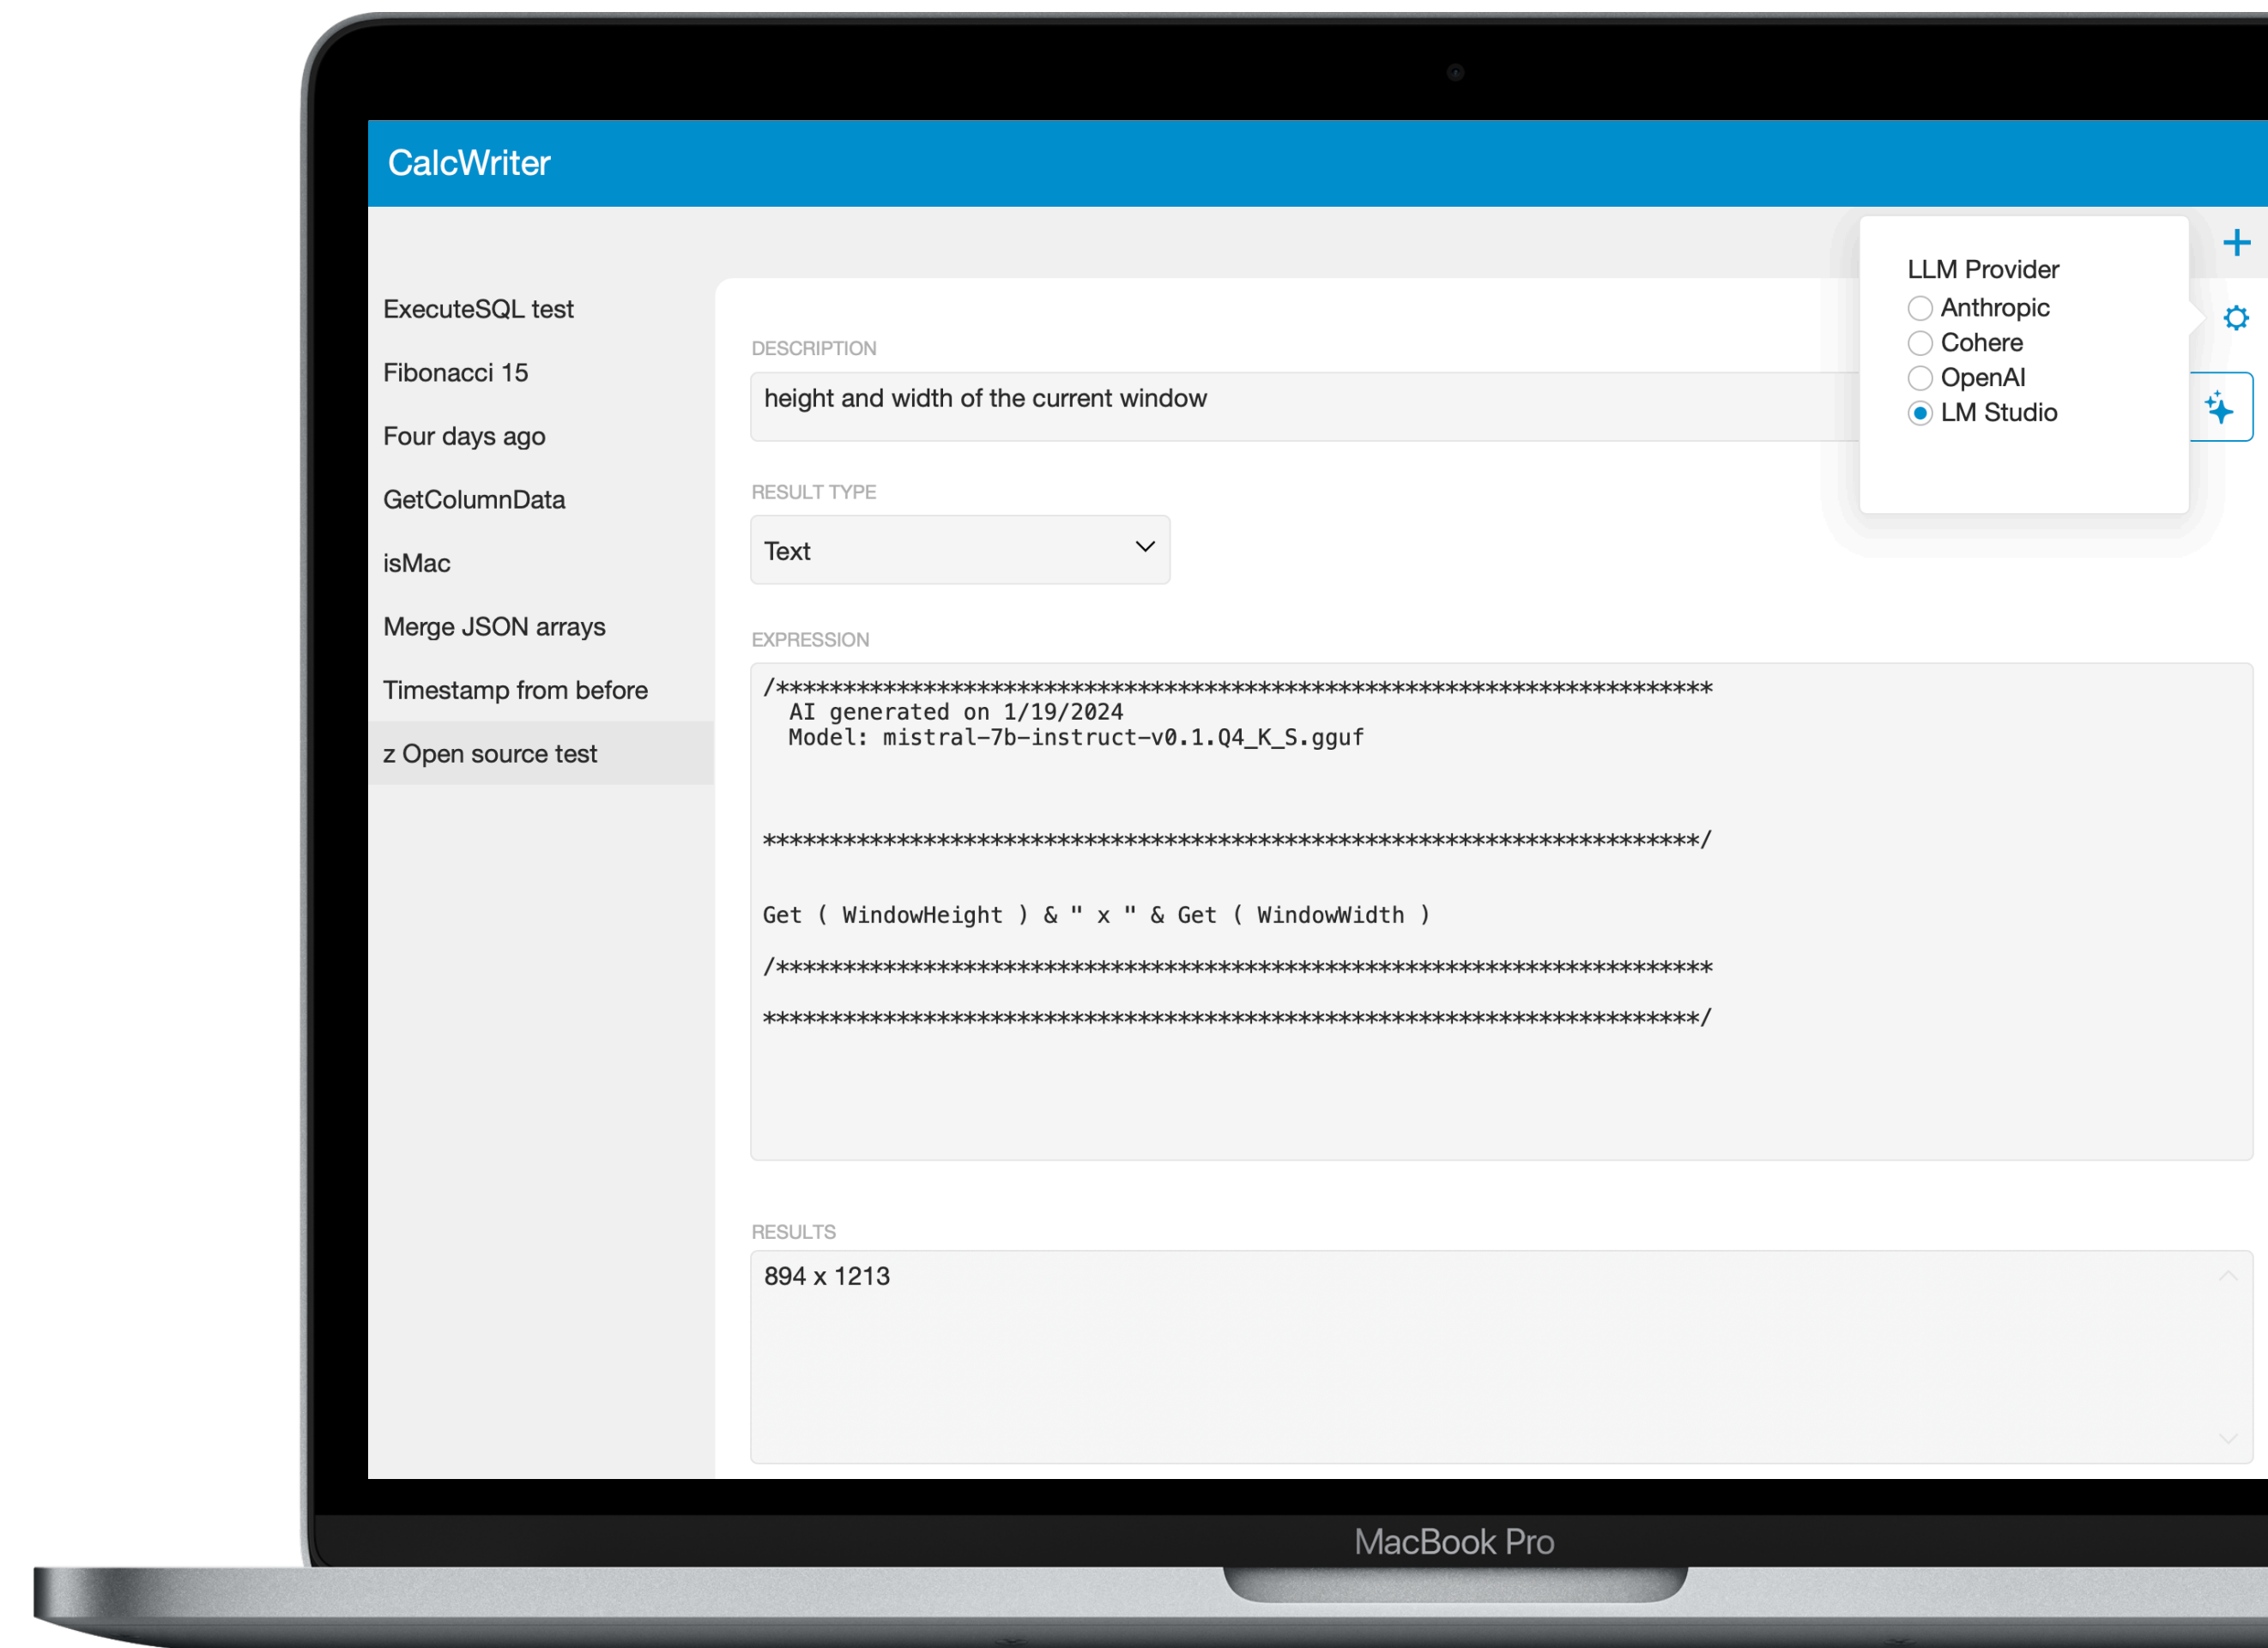 CalcWriter
LLM Provider
Anthropic
Cohere
OpenAI
LM Studio
ExecuteSQL test
Fibonacci 15
Four days ago
GetColumnData
isMac
Merge JSON arrays
Timestamp from before
z Open source test
DESCRIPTION
height and width of the current window
RESULT TYPE
Text
EXPRESSION
/**********************************************************************
AI generated on 1/19/2024
Model: mistral-7b-instruct-v0.1.Q4_K_S.gguf
**********************************************************************/
Get ( WindowHeight ) & " x " & Get ( WindowWidth )
/**********************************************************************
**********************************************************************/
RESULTS
894 x 1213
MacBook Pro